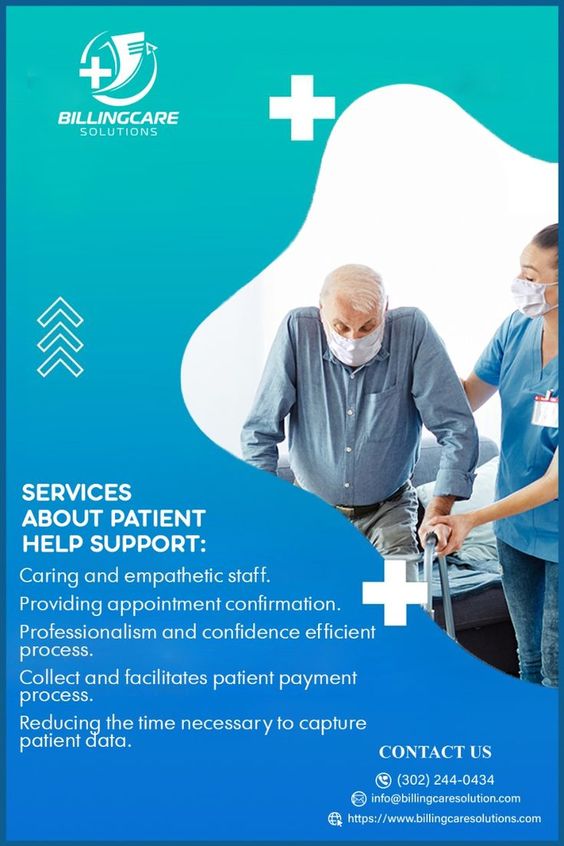 BILLINGCARE
SOLUTIONS
SERVICES
ABOUT PATIENT
HELP SUPPORT:
Caring and empathetic staff.
Providing appointment confirmation.
Professionalism and confidence efficient
process.
Collect and facilitates patient payment
process.
Reducing the time necessary to capture
patient data.
CONTACT US
(302) 244-0434
info@billingcaresolution.com
https://www.billingcaresolutions.com